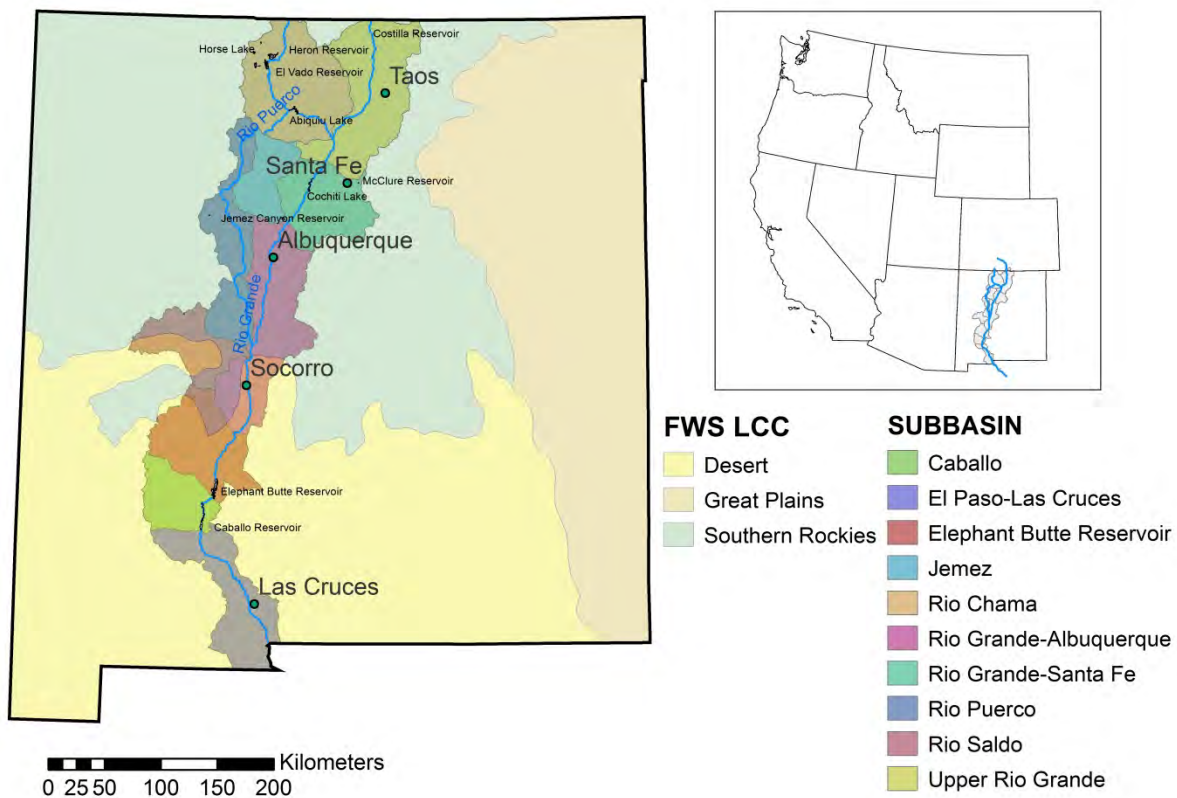 Costilla Reservoir
Horse Lake
Heron Reservoir
El Vado Reservoir
Taos
Rio Puerco
Abiquiu Lake
Santa Fe
McClure Reservoir
Cochiti Lake
Jemez Canyon Reservoir
Albuquerque
Rio Grande
Socorro
Elephant Butte Reservoir
Caballo Reservoir
Las Cruces
Kilometers
0 25 50 100 150 200
FWS LCC
Desert
Great Plains
Southern Rockies
SUBBASIN
Caballo
El Paso-Las Cruces
Elephant Butte Reservoir
Jemez
Rio Chama
Rio Grande-Albuquerque
Rio Grande-Santa Fe
Rio Puerco
Rio Saldo
Upper Rio Grande